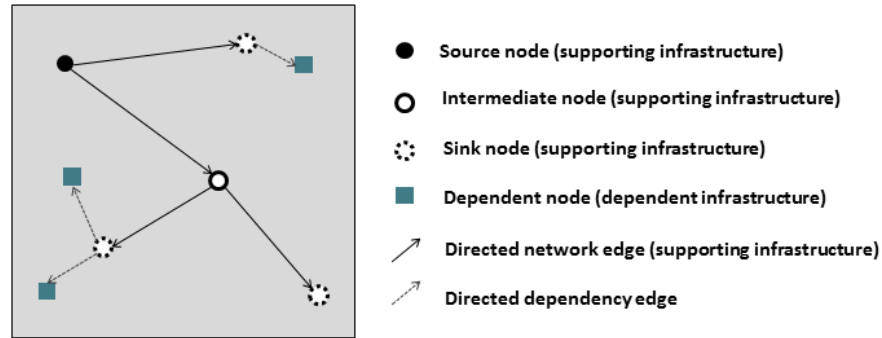 Source node (supporting infrastructure)
Intermediate node (supporting infrastructure)
Sink node (supporting infrastructure)
Dependent node (dependent infrastructure)
Directed network edge (supporting infrastructure)
Directed dependency edge